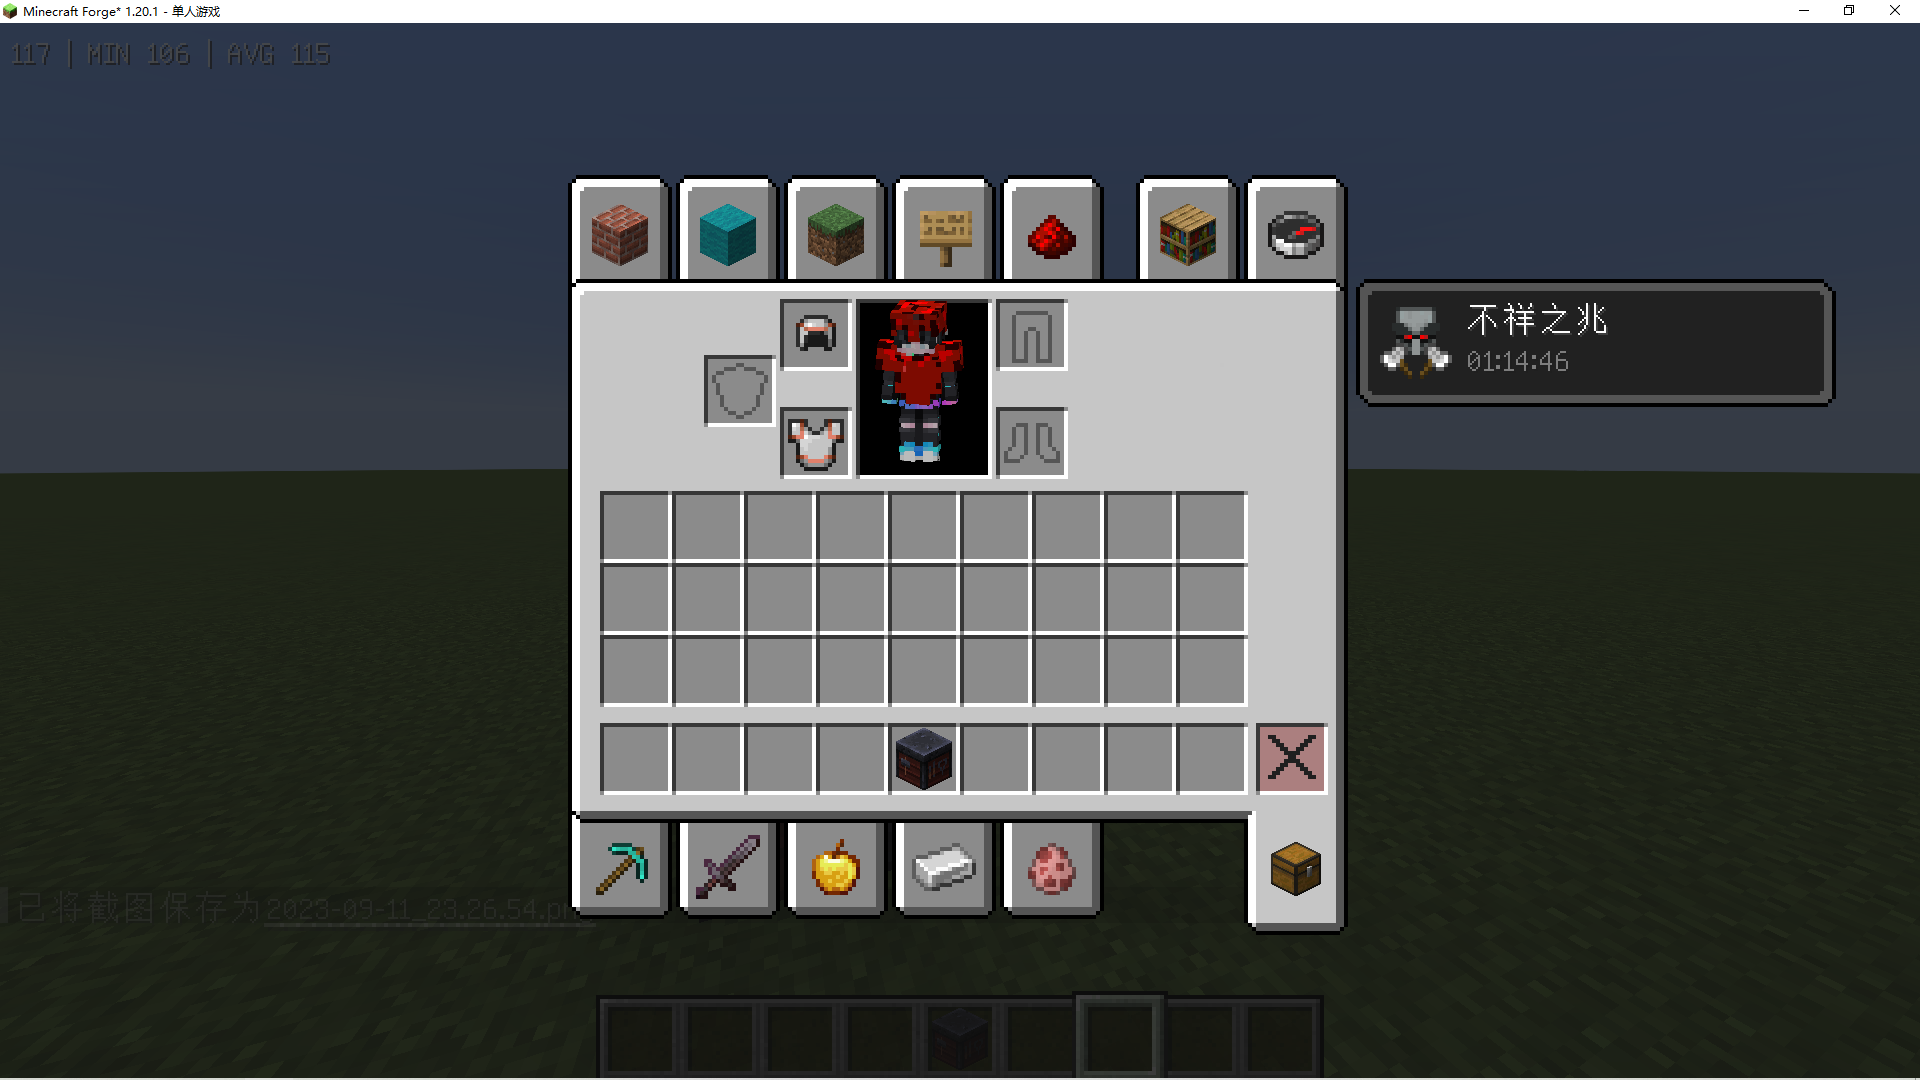 Minecraft Forge* 1.20.1 - 单人游戏
117 | MIN 106 | AVG 115
不祥之兆
01:14:46
已将截图保存为2023-09-11_23.26.54.png